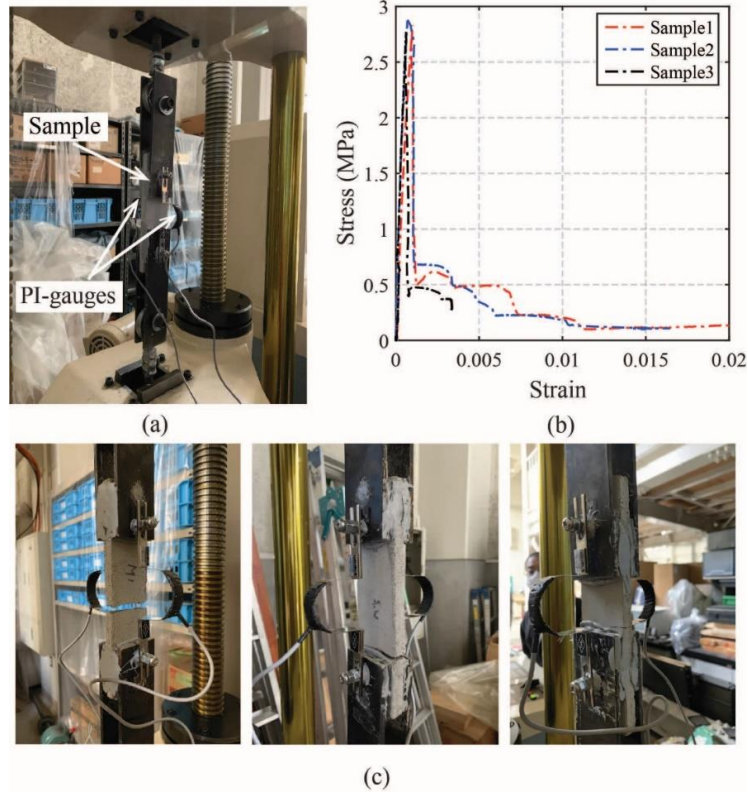 Sample
PI-gauges
(a)
3
2.5
2
1.5
1
0.5
0
Stress (MPa)
Sample1
Sample2
Sample3
0
0.005
0.01
0.015
0.02
Strain
(b)
(c)